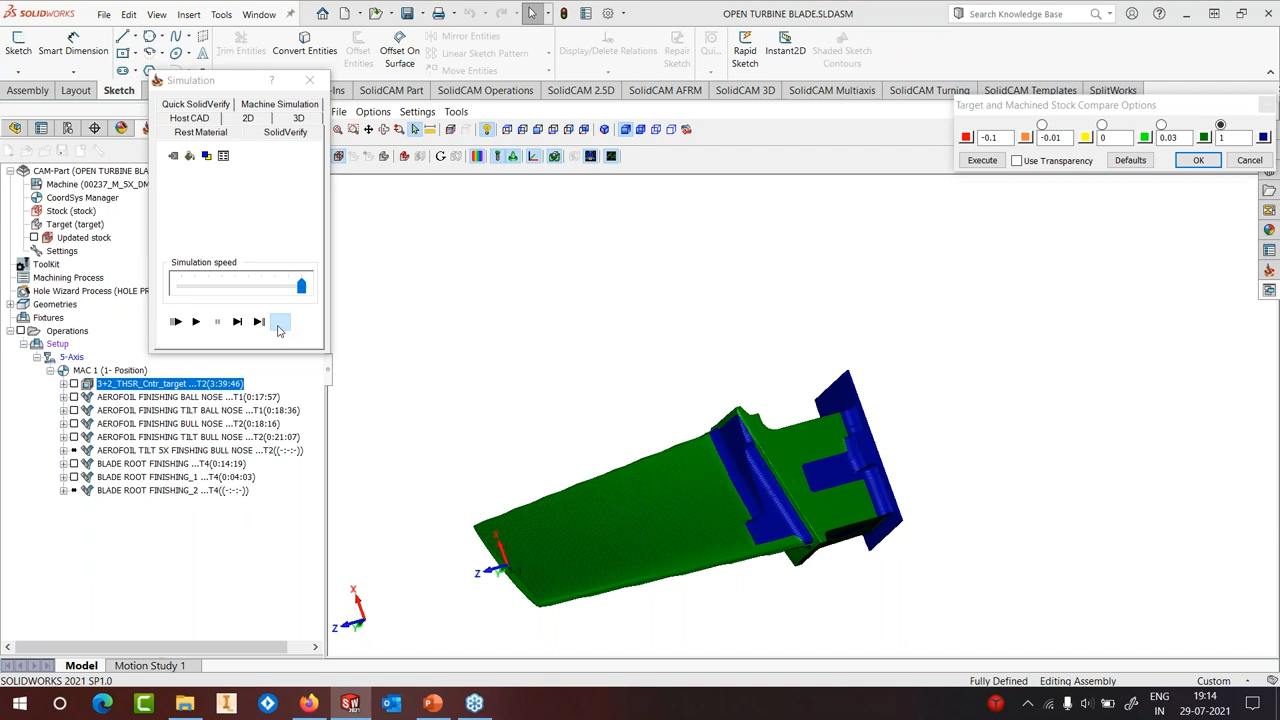 SOLIDWORKS File Edit View Insert Tools Window OPEN TURBINE BLADE.SLDASM Search Knowledge Base
Sketch Smart Dimension Trim Entities Convert Entities Offset Entities Offset On Surface Mirror Entities Linear Sketch Pattern Move Entities Display/Delete Relations Repair Sketch Qui... Rapid Sketch Instant2D Shaded Sketch Contours
Assembly Layout Sketch -Ins SolidCAM Part SolidCAM Operations SolidCAM 2.5D SolidCAM AFRM SolidCAM 3D SolidCAM Multiaxis SolidCAM Turning SolidCAM Templates SolitWorks
File Options Settings Tools
Simulation ?
Quick SolidVerify Machine Simulation
Host CAD 2D 3D
Rest Material SolidVerify
Simulation speed
Target and Machined Stock Compare Options
-0.1 -0.01 0 0.03 1
Execute Use Transparency Defaults OK Cancel
CAM-Part (OPEN TURBINE BLADE
Machine (00237_M_5X_DM
CoordSys Manager
Stock (stock)
Target (target)
Updated stock
Settings
ToolKit
Machining Process
Hole Wizard Process (HOLE PR
Geometries
Fixtures
Operations
Setup
5-Axis
MAC 1 (1- Position)
3+2_THSR_Cntr_target ...T2(3:39:46)
AEROFOIL FINISHING BALL NOSE ...T1(0:17:57)
AEROFOIL FINISHING TILT BALL NOSE ...T1(0:18:36)
AEROFOIL FINISHING BULL NOSE ...T2(0:18:16)
AEROFOIL FINISHING TILT BULL NOSE ...T2(0:21:07)
AEROFOIL TILT 5X FINSHING BULL NOSE ...T2((-:-:-))
BLADE ROOT FINISHING ...T4(0:14:19)
BLADE ROOT FINISHING_1 ...T4(0:04:03)
BLADE ROOT FINISHING_2 ...T4((-:-:-))
X
Z
Y
X
Z
Y
Model Motion Study 1
SOLIDWORKS 2021 SP1.0 Fully Defined Editing Assembly Custom
ENG 19:14
IN 29-07-2021